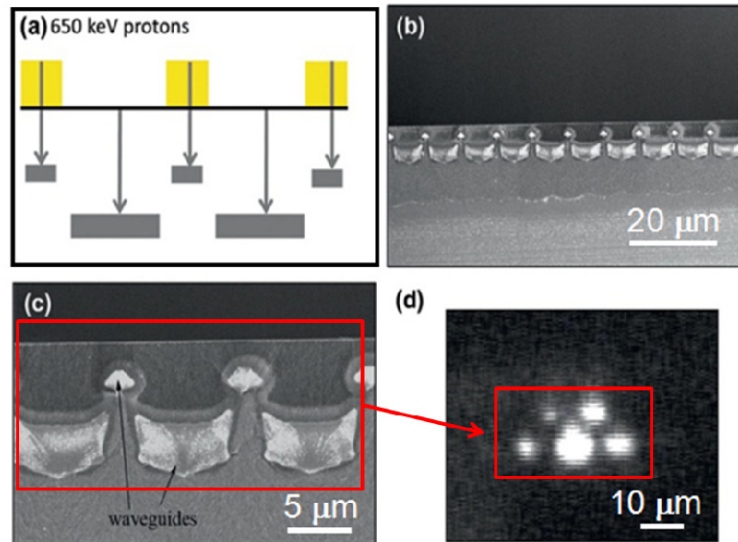 (a) 650 keV protons
(b)
20 μm
(c)
waveguides
5 μm
(d)
10 μm